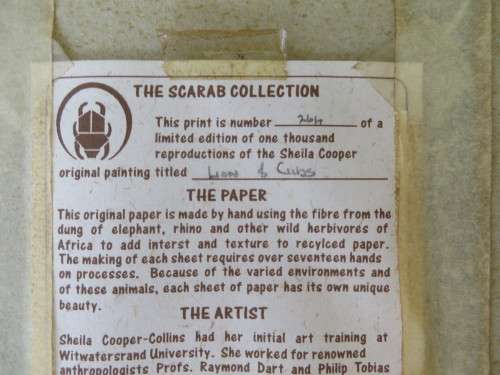 THE SCARAB COLLECTION
This print is number 264 of a
limited edition of one thousand
reproductions of the Sheila Cooper
original painting titled Lion & Cubs
THE PAPER
This original paper is made by hand using the fibre from the
dung of elephant, rhino and other wild herbivores of
Africa to add interst and texture to recylced paper.
The making of each sheet requires over seventeen hands
on processes. Because of the varied environments and
of these animals, each sheet of paper has its own unique
beauty.
THE ARTIST
Sheila Cooper-Collins had her initial art training at
Witwatersrand University. She worked for renowned
anthropologists Profs. Raymond Dart and Philip Tobias